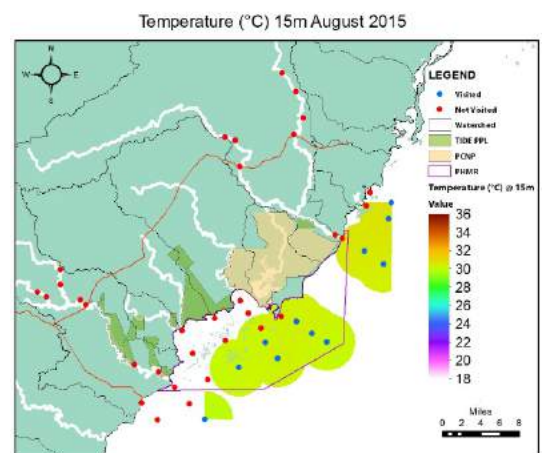 Temperature (°C) 15m August 2015
N
W E
S
LEGEND
Visited
Not Visited
Watershed
TIDE PPL
PCNP
PHMR
Temperature (°C) @ 15m
Value
36
34
32
30
28
26
24
22
20
18
Miles
0 2 4 6 8